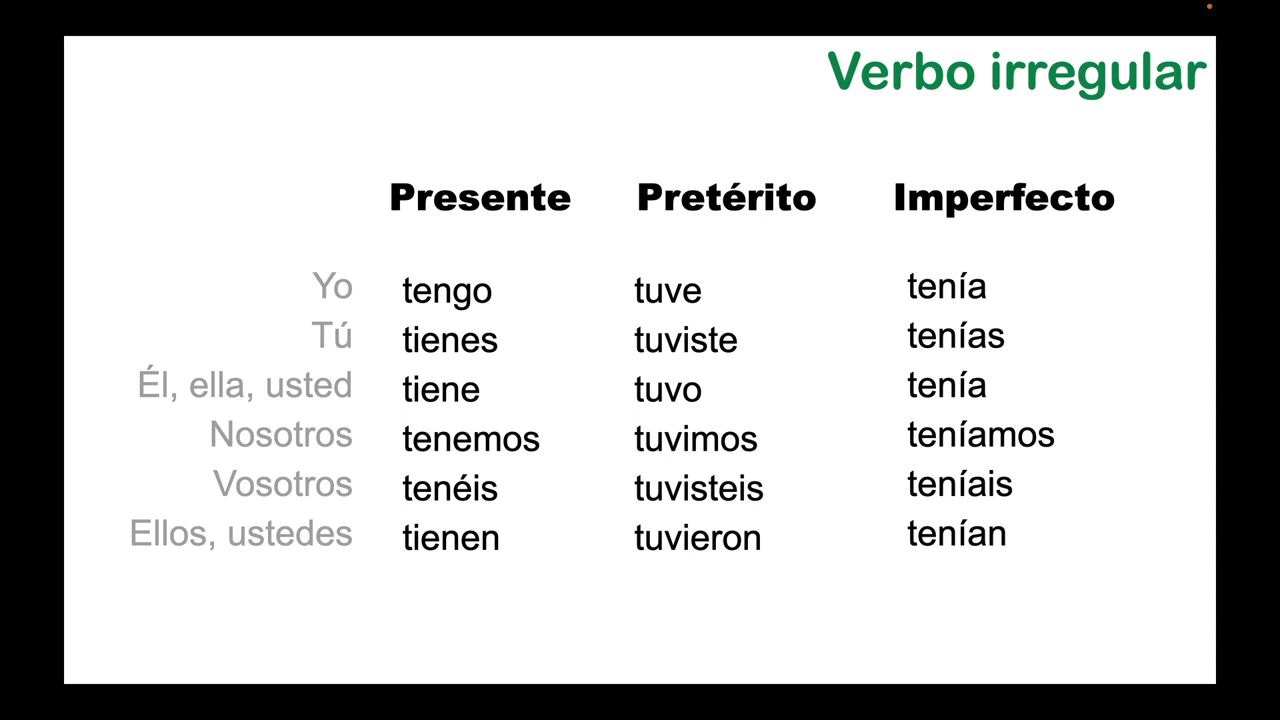 Verbo irregular
Presente Pretérito Imperfecto
Yo tengo tuve tenía
Tú tienes tuviste tenías
Él, ella, usted tiene tuvo tenía
Nosotros tenemos tuvimos teníamos
Vosotros tenéis tuvisteis teníais
Ellos, ustedes tienen tuvieron tenían